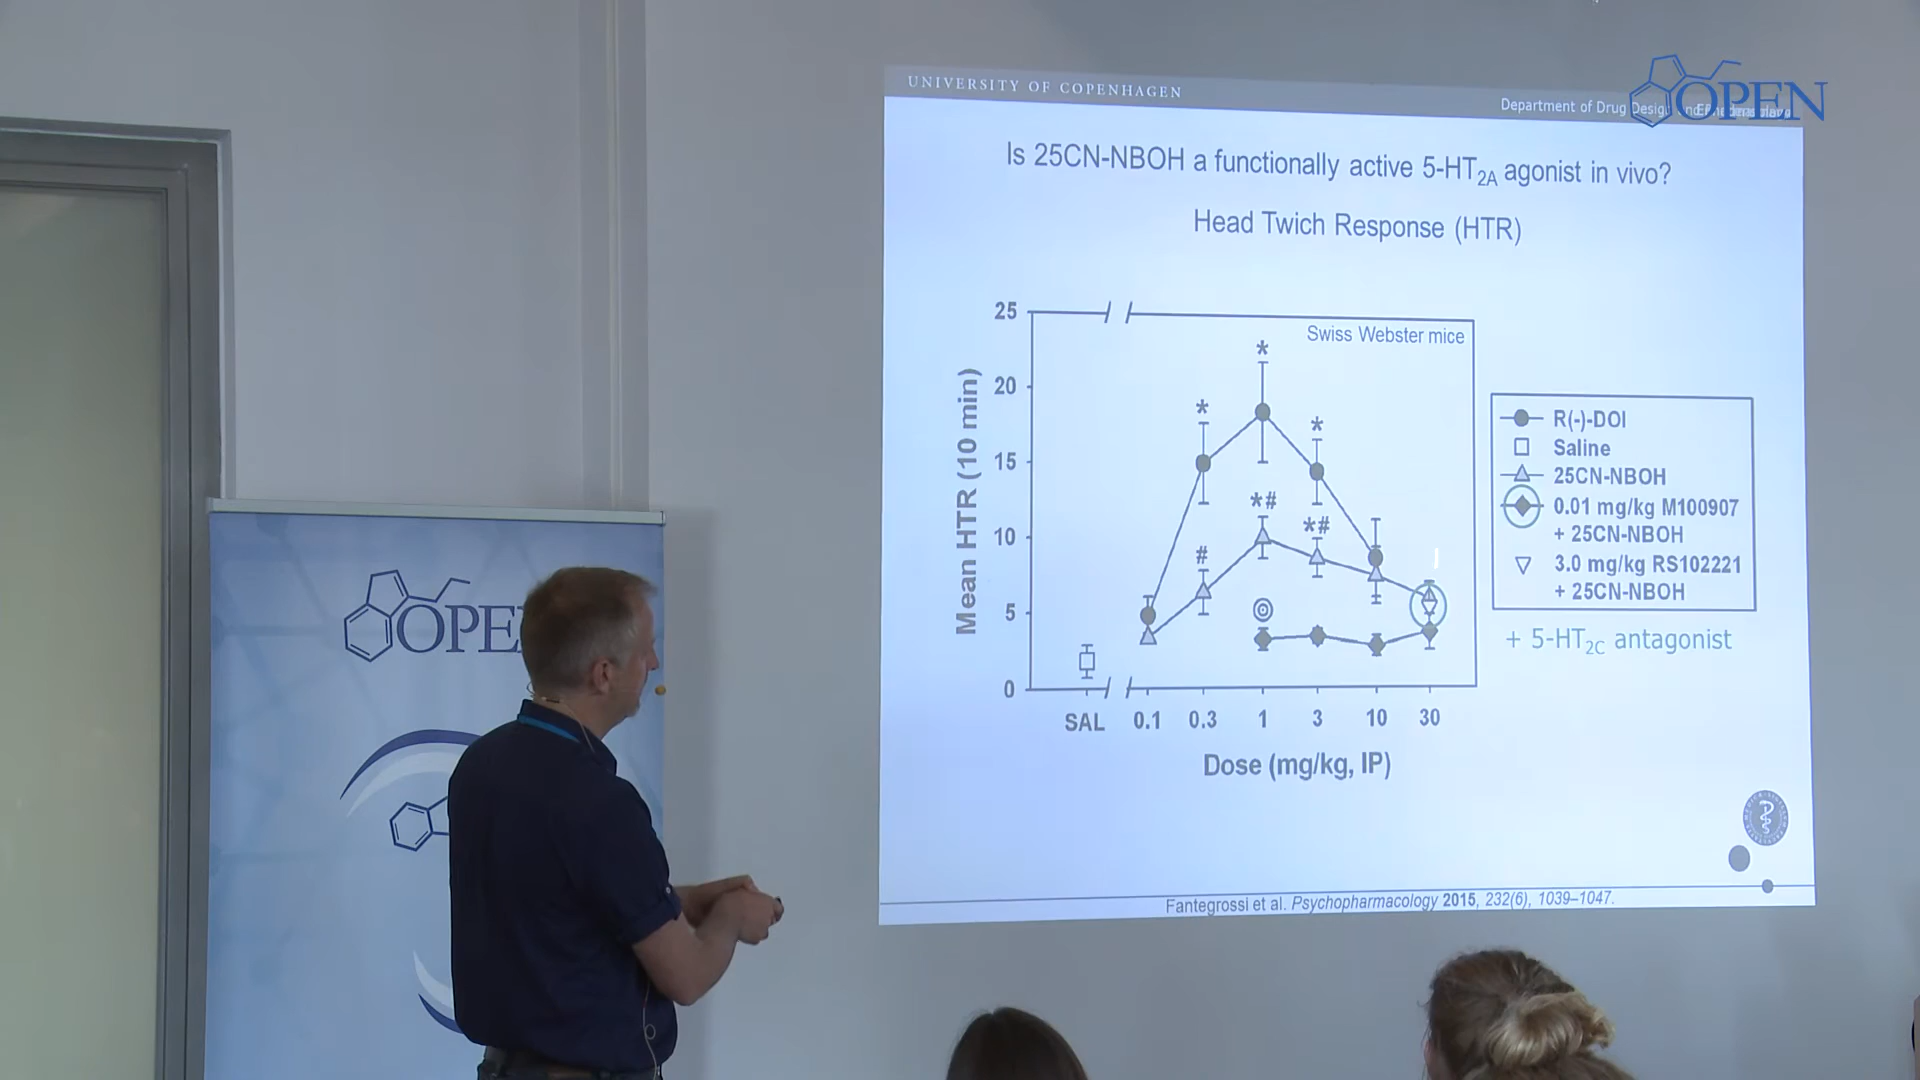 UNIVERSITY OF COPENHAGEN
Department of Drug Design
OPEN
Is 25CN-NBOH a functionally active 5-HT2A agonist in vivo?
Head Twich Response (HTR)
25
20
15
10
5
0
Mean HTR (10 min)
Swiss Webster mice
*
*
*
*#
*#
#
SAL
0.1
0.3
1
3
10
30
Dose (mg/kg, IP)
R(-)-DOI
Saline
25CN-NBOH
0.01 mg/kg M100907
+ 25CN-NBOH
3.0 mg/kg RS102221
+ 25CN-NBOH
+ 5-HT2C antagonist
Fantegrossi et al. Psychopharmacology 2015, 232(6), 1039–1047.
OPE